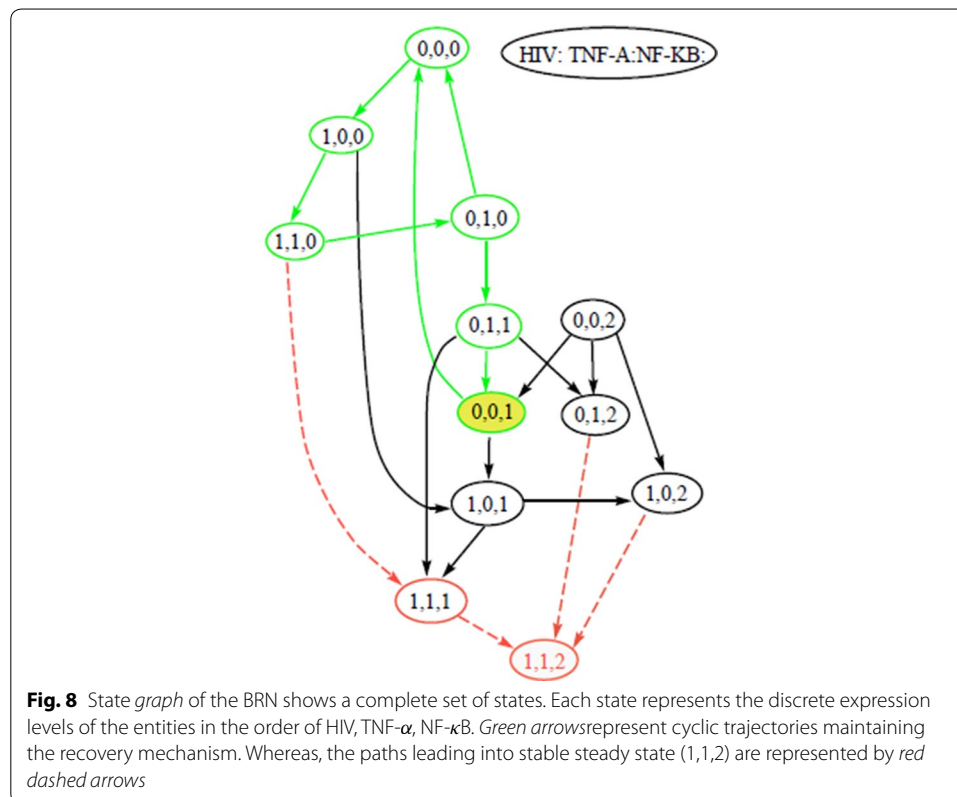 0,0,0
HIV: TNF-A:NF-KB:
1,0,0
0,1,0
1,1,0
0,1,1
0,0,2
0,0,1
0,1,2
1,0,1
1,0,2
1,1,1
1,1,2
Fig. 8 State graph of the BRN shows a complete set of states. Each state represents the discrete expression
levels of the entities in the order of HIV, TNF-α, NF-κB. Green arrowsrepresent cyclic trajectories maintaining
the recovery mechanism. Whereas, the paths leading into stable steady state (1,1,2) are represented by red
dashed arrows